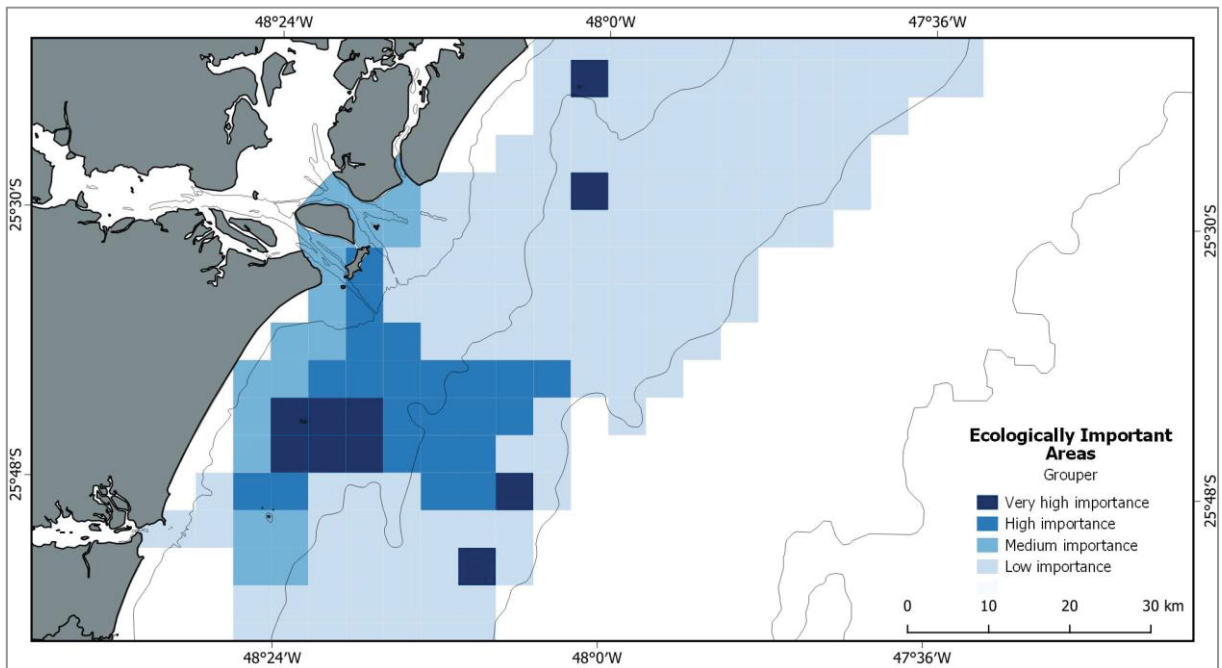 48°24'W 48°0'W 47°36'W
25°30'S
25°30'S
25°48'S
25°48'S
Ecologically Important
Areas
Grouper
Very high importance
High importance
Medium importance
Low importance
0 10 20 30 km
48°24'W 48°0'W 47°36'W